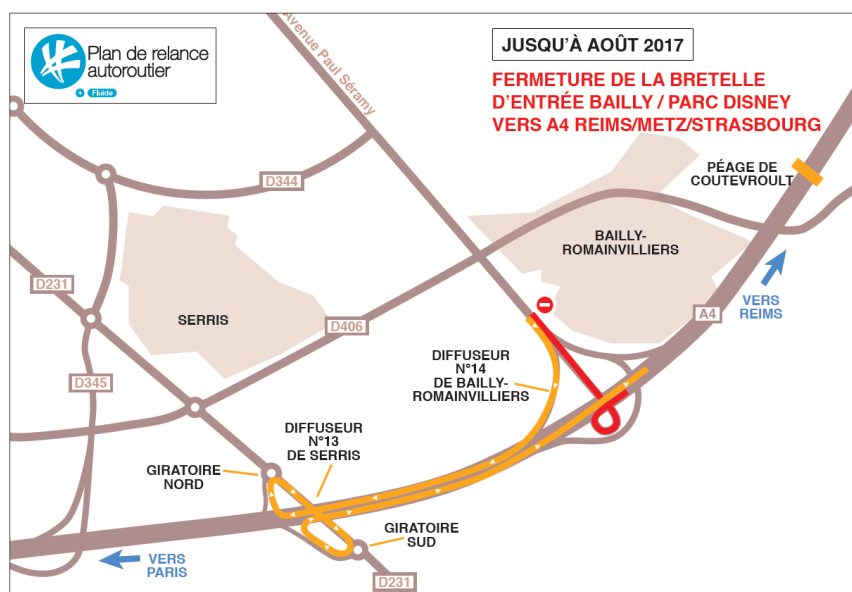 Plan de relance
autoroutier
+ Fluide
Avenue Paul Séramy
JUSQU'À AOÛT 2017
FERMETURE DE LA BRETELLE
D'ENTRÉE BAILLY / PARC DISNEY
VERS A4 REIMS/METZ/STRASBOURG
PÉAGE DE
COUTEVROULT
D344
BAILLY-
ROMAINVILLIERS
D231
SERRIS
D406
A4
VERS
REIMS
DIFFUSEUR
N°14
DE BAILLY-
ROMAINVILLIERS
D345
DIFFUSEUR
N°13
DE SERRIS
GIRATOIRE
NORD
GIRATOIRE
SUD
VERS
PARIS
D231